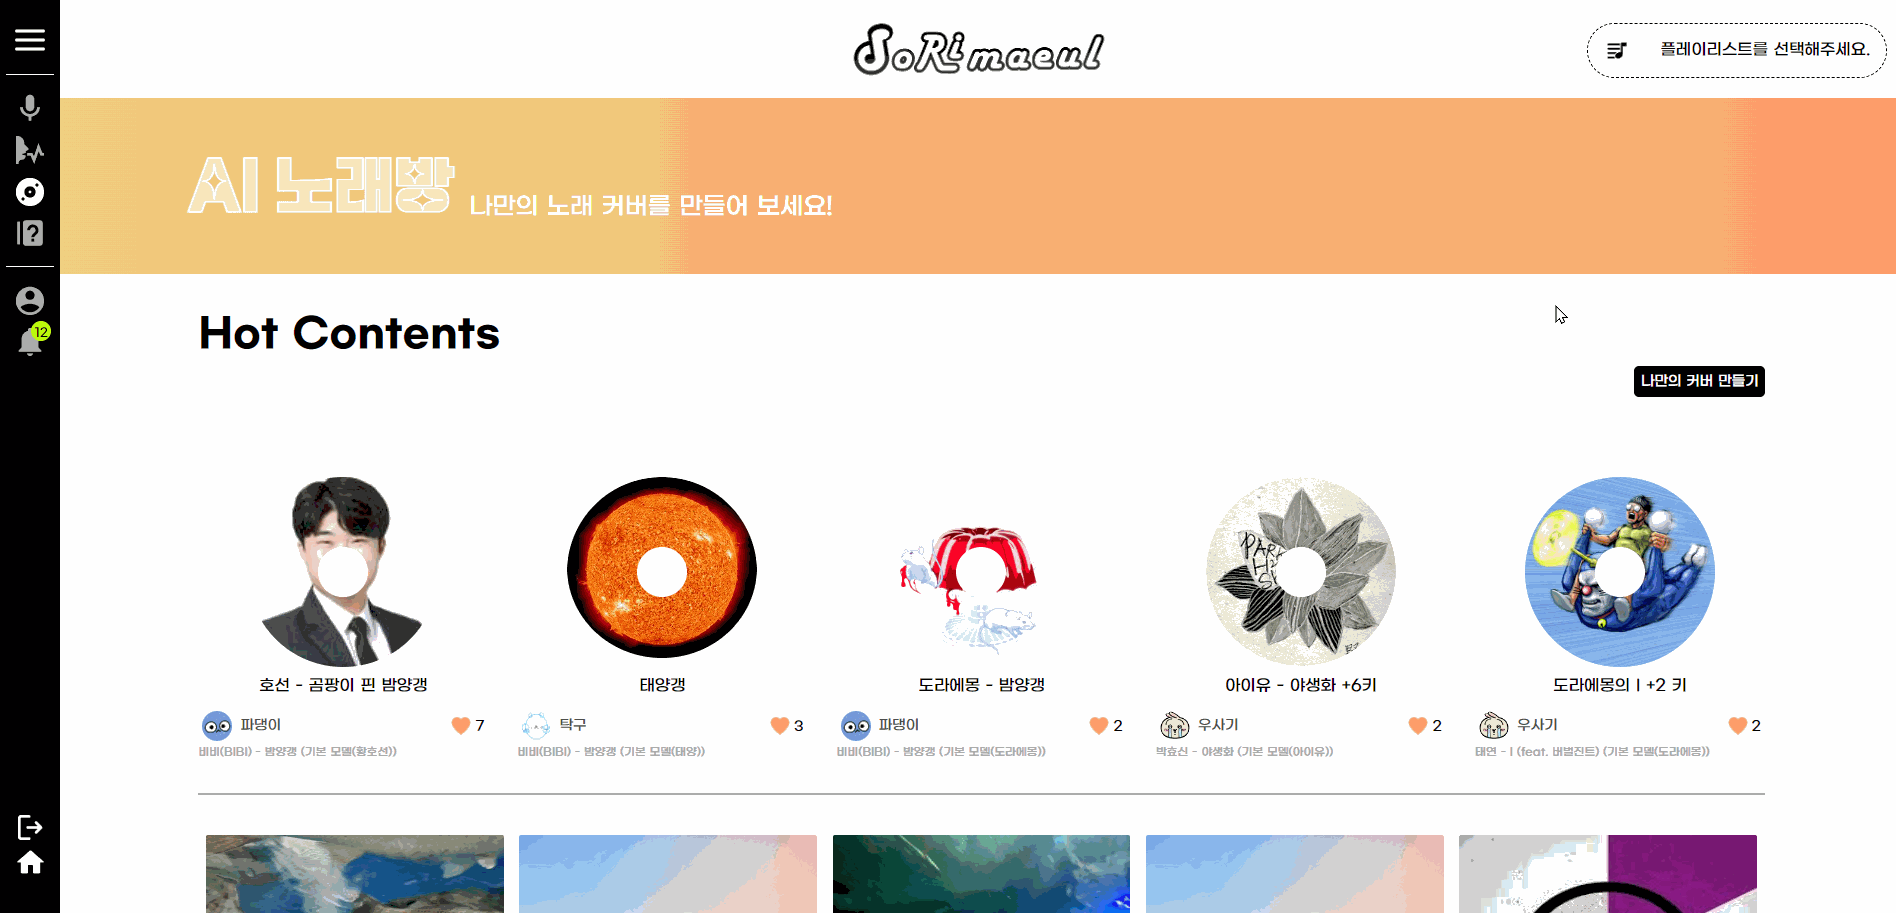 SoRimaeul
플레이리스트를 선택해주세요.
12
AI 노래방 나만의 노래 커버를 만들어 보세요!
Hot Contents
나만의 커버 만들기
호선 - 곰팡이 핀 밤양갱
파댕이
7
비비(BIBI) - 밤양갱 (기본 모델(황호선))
태양갱
탁구
3
비비(BIBI) - 밤양갱 (기본 모델(태양))
도라에몽 - 밤양갱
파댕이
2
비비(BIBI) - 밤양갱 (기본 모델(도라에몽))
아이유 - 야생화 +6키
우사기
2
박효신 - 야생화 (기본 모델(아이유))
도라에몽의 I +2 키
우사기
2
태연 - I (feat. 버벌진트) (기본 모델(도라에몽))